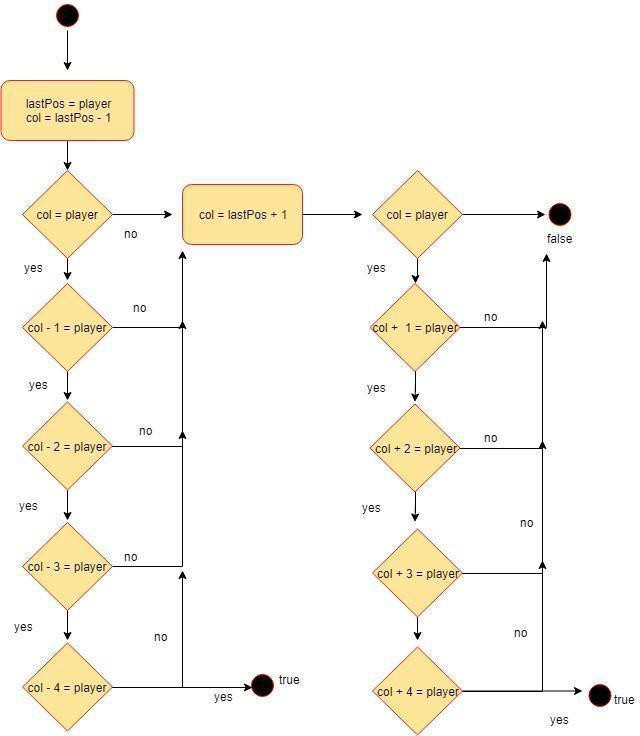 lastPos = player
col = lastPos - 1
col = player
no
yes
col = lastPos + 1
col = player
false
yes
no
col - 1 = player
yes
no
col - 2 = player
yes
no
col - 3 = player
yes
no
col - 4 = player
yes
true
no
col +  1 = player
yes
no
col + 2 = player
yes
no
col + 3 = player
no
col + 4 = player
yes
true